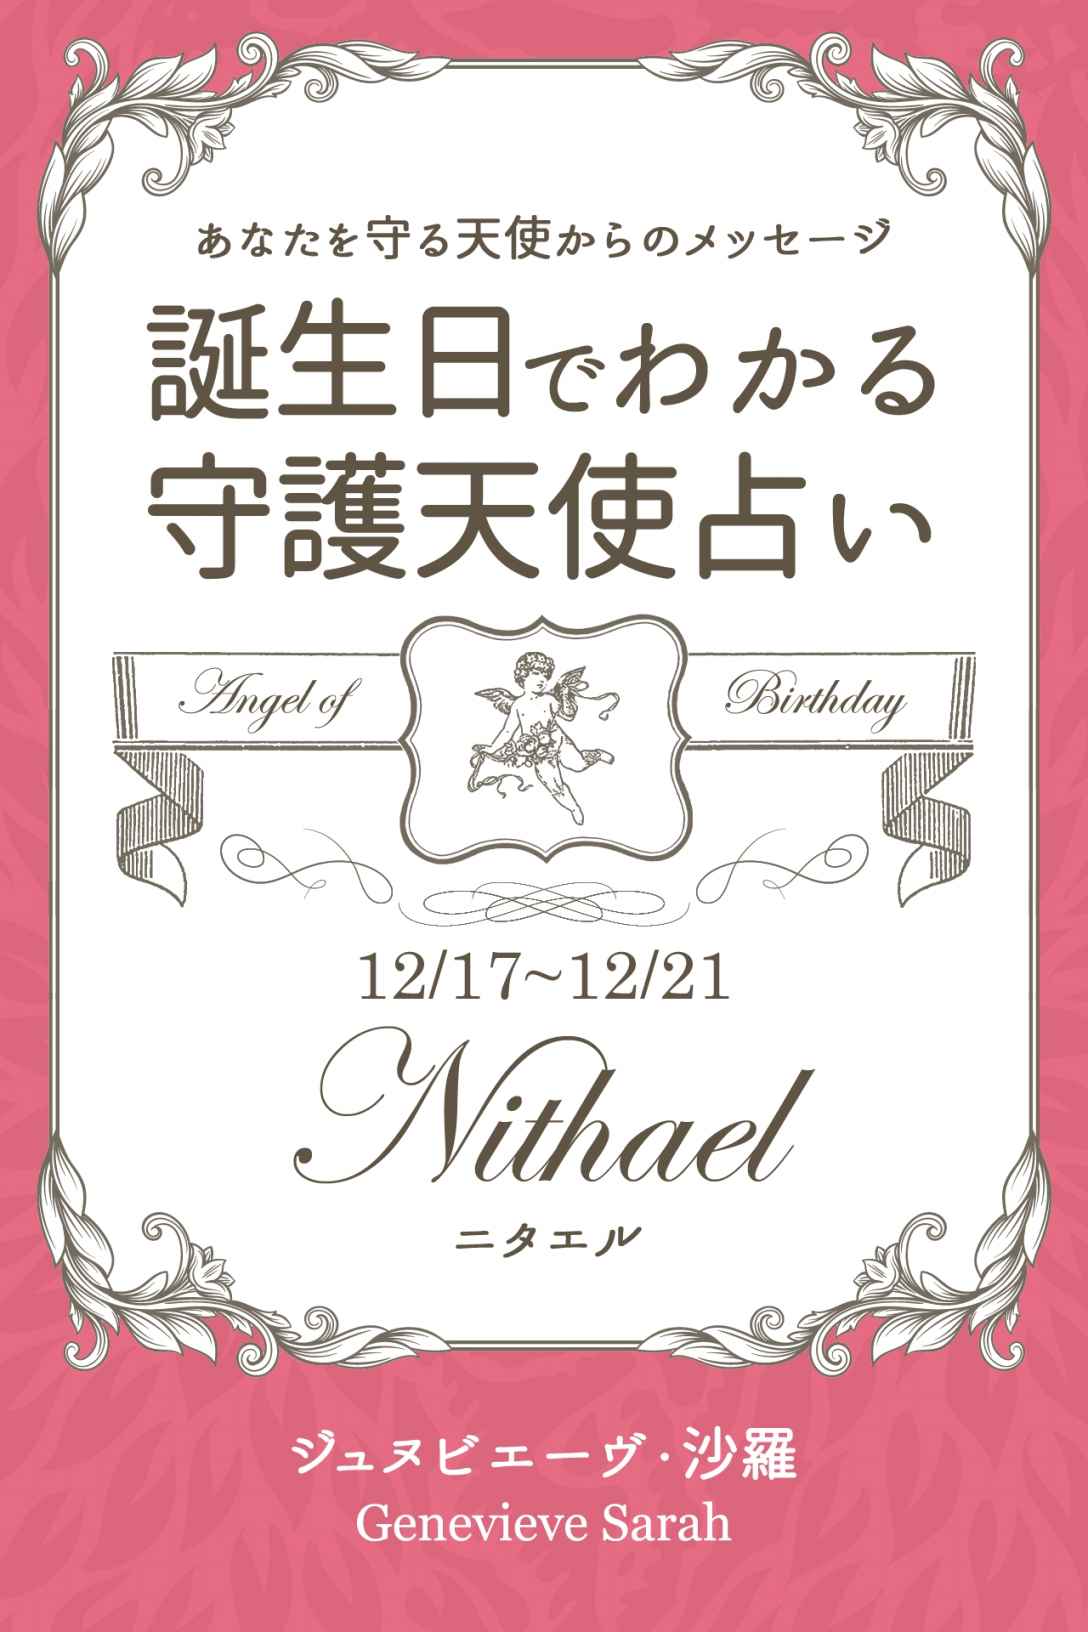 あなたを守る天使からのメッセージ
誕生日でわかる
守護天使占い
Angel of Birthday
12/17~12/21
Nithael
ニタエル
ジュヌビエーヴ・沙羅
Genevieve Sarah